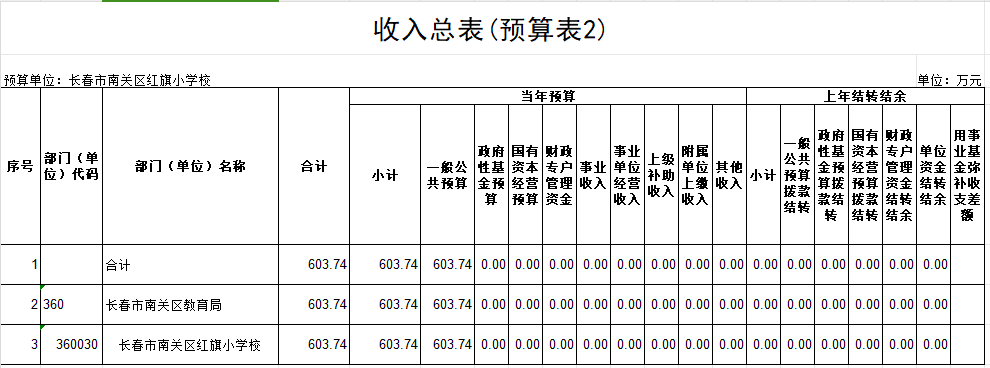 收入总表(预算表2)
预算单位：长春市南关区红旗小学校 单位：万元
序号 部门（单位）代码 部门（单位）名称 合计 当年预算 上年结转结余
小计 一般公共预算 政府性基金预算 国有资本经营预算 财政专户管理资金 事业收入 事业单位经营收入 上级补助收入 附属单位上缴收入 其他收入 小计 一般公共预算拨款结转 政府性基金预算拨款结转 国有资本经营预算拨款结转 财政专户管理资金结转结余 单位资金结转结余 用事业基金弥补收支差额
1 合计 603.74 603.74 603.74 0.00 0.00 0.00 0.00 0.00 0.00 0.00 0.00 0.00 0.00 0.00 0.00 0.00 0.00
2 360 长春市南关区教育局 603.74 603.74 603.74 0.00 0.00 0.00 0.00 0.00 0.00 0.00 0.00 0.00 0.00 0.00 0.00 0.00 0.00
3 360030 长春市南关区红旗小学校 603.74 603.74 603.74 0.00 0.00 0.00 0.00 0.00 0.00 0.00 0.00 0.00 0.00 0.00 0.00 0.00 0.00